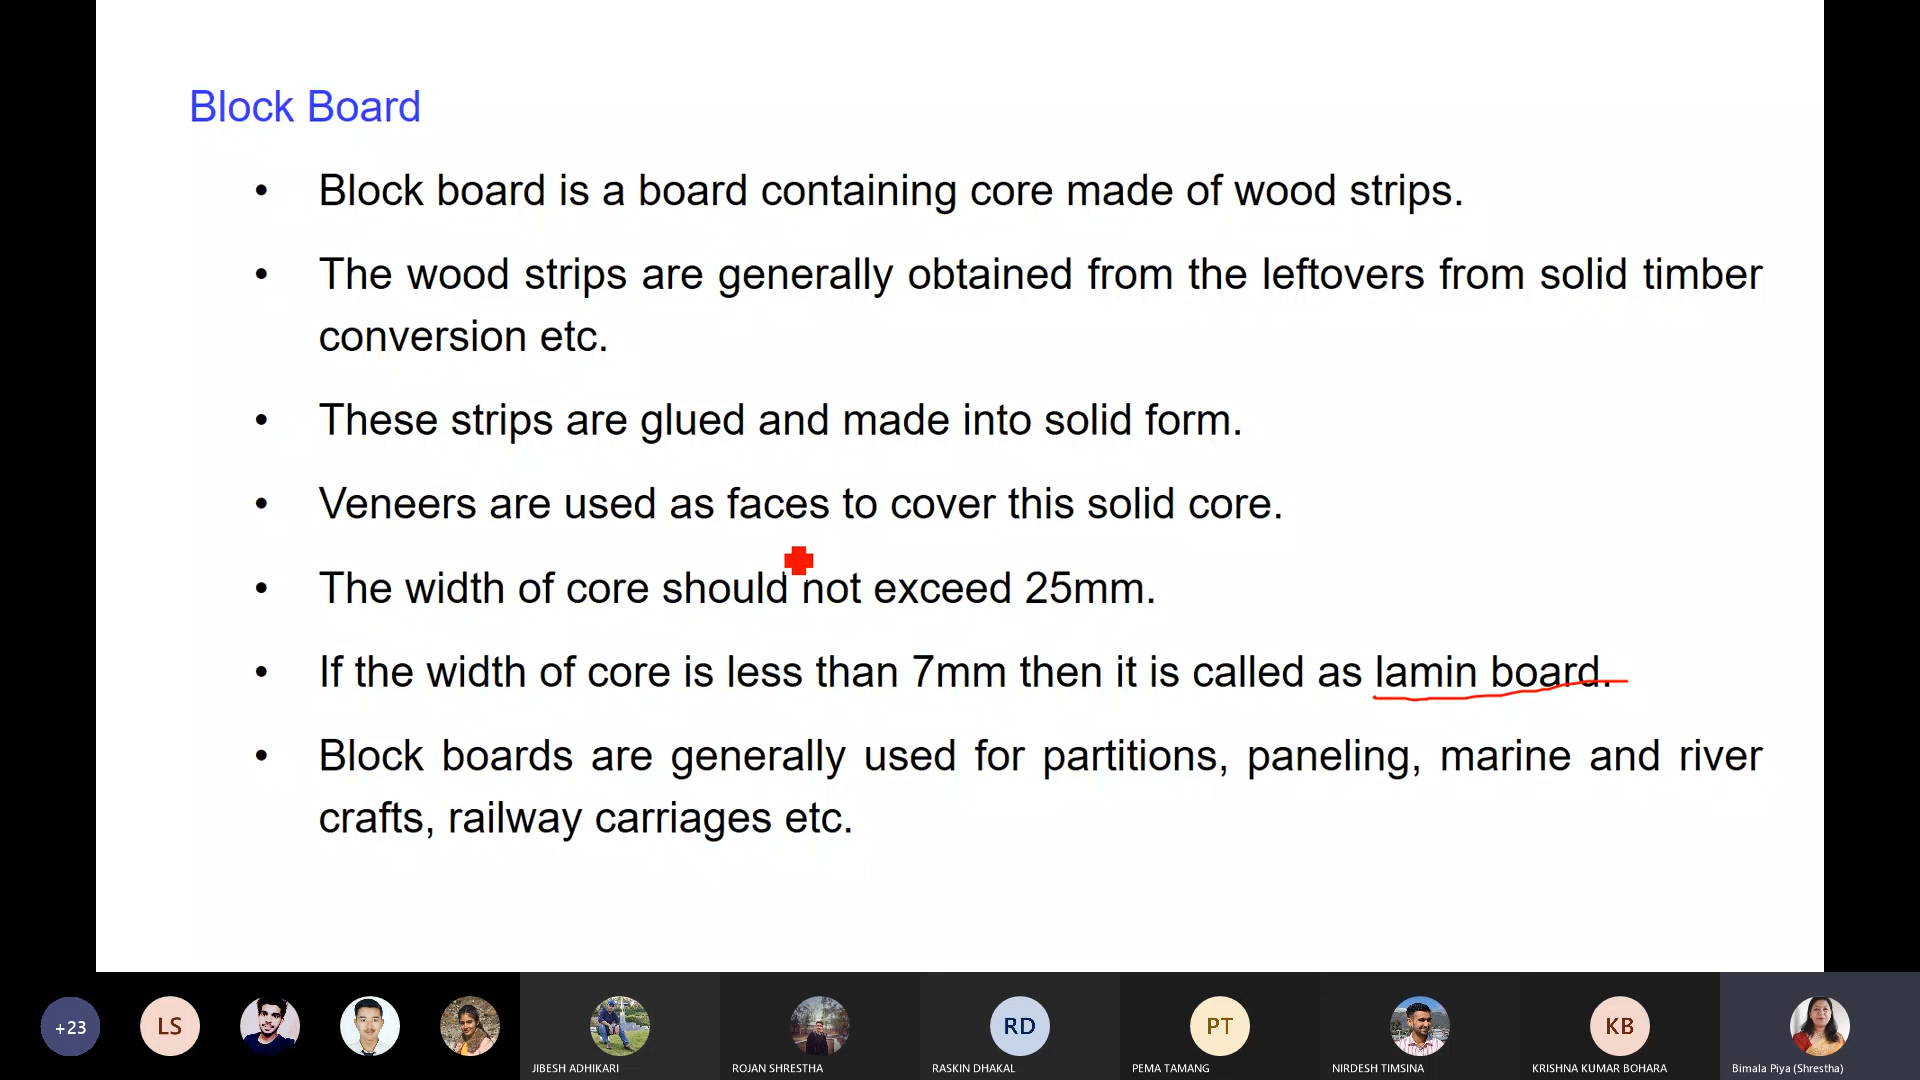 Block Board
• Block board is a board containing core made of wood strips.
• The wood strips are generally obtained from the leftovers from solid timber
conversion etc.
• These strips are glued and made into solid form.
• Veneers are used as faces to cover this solid core.
• The width of core should not exceed 25mm.
• If the width of core is less than 7mm then it is called as lamin board.
• Block boards are generally used for partitions, paneling, marine and river
crafts, railway carriages etc.
+23
LS
RD
PT
KB
JIBESH ADHIKARI
ROJAN SHRESTHA
RASKIN DHAKAL
PEMA TAMANG
NIRDESH TIMSINA
KRISHNA KUMAR BOHARA
Bimala Piya (Shrestha)